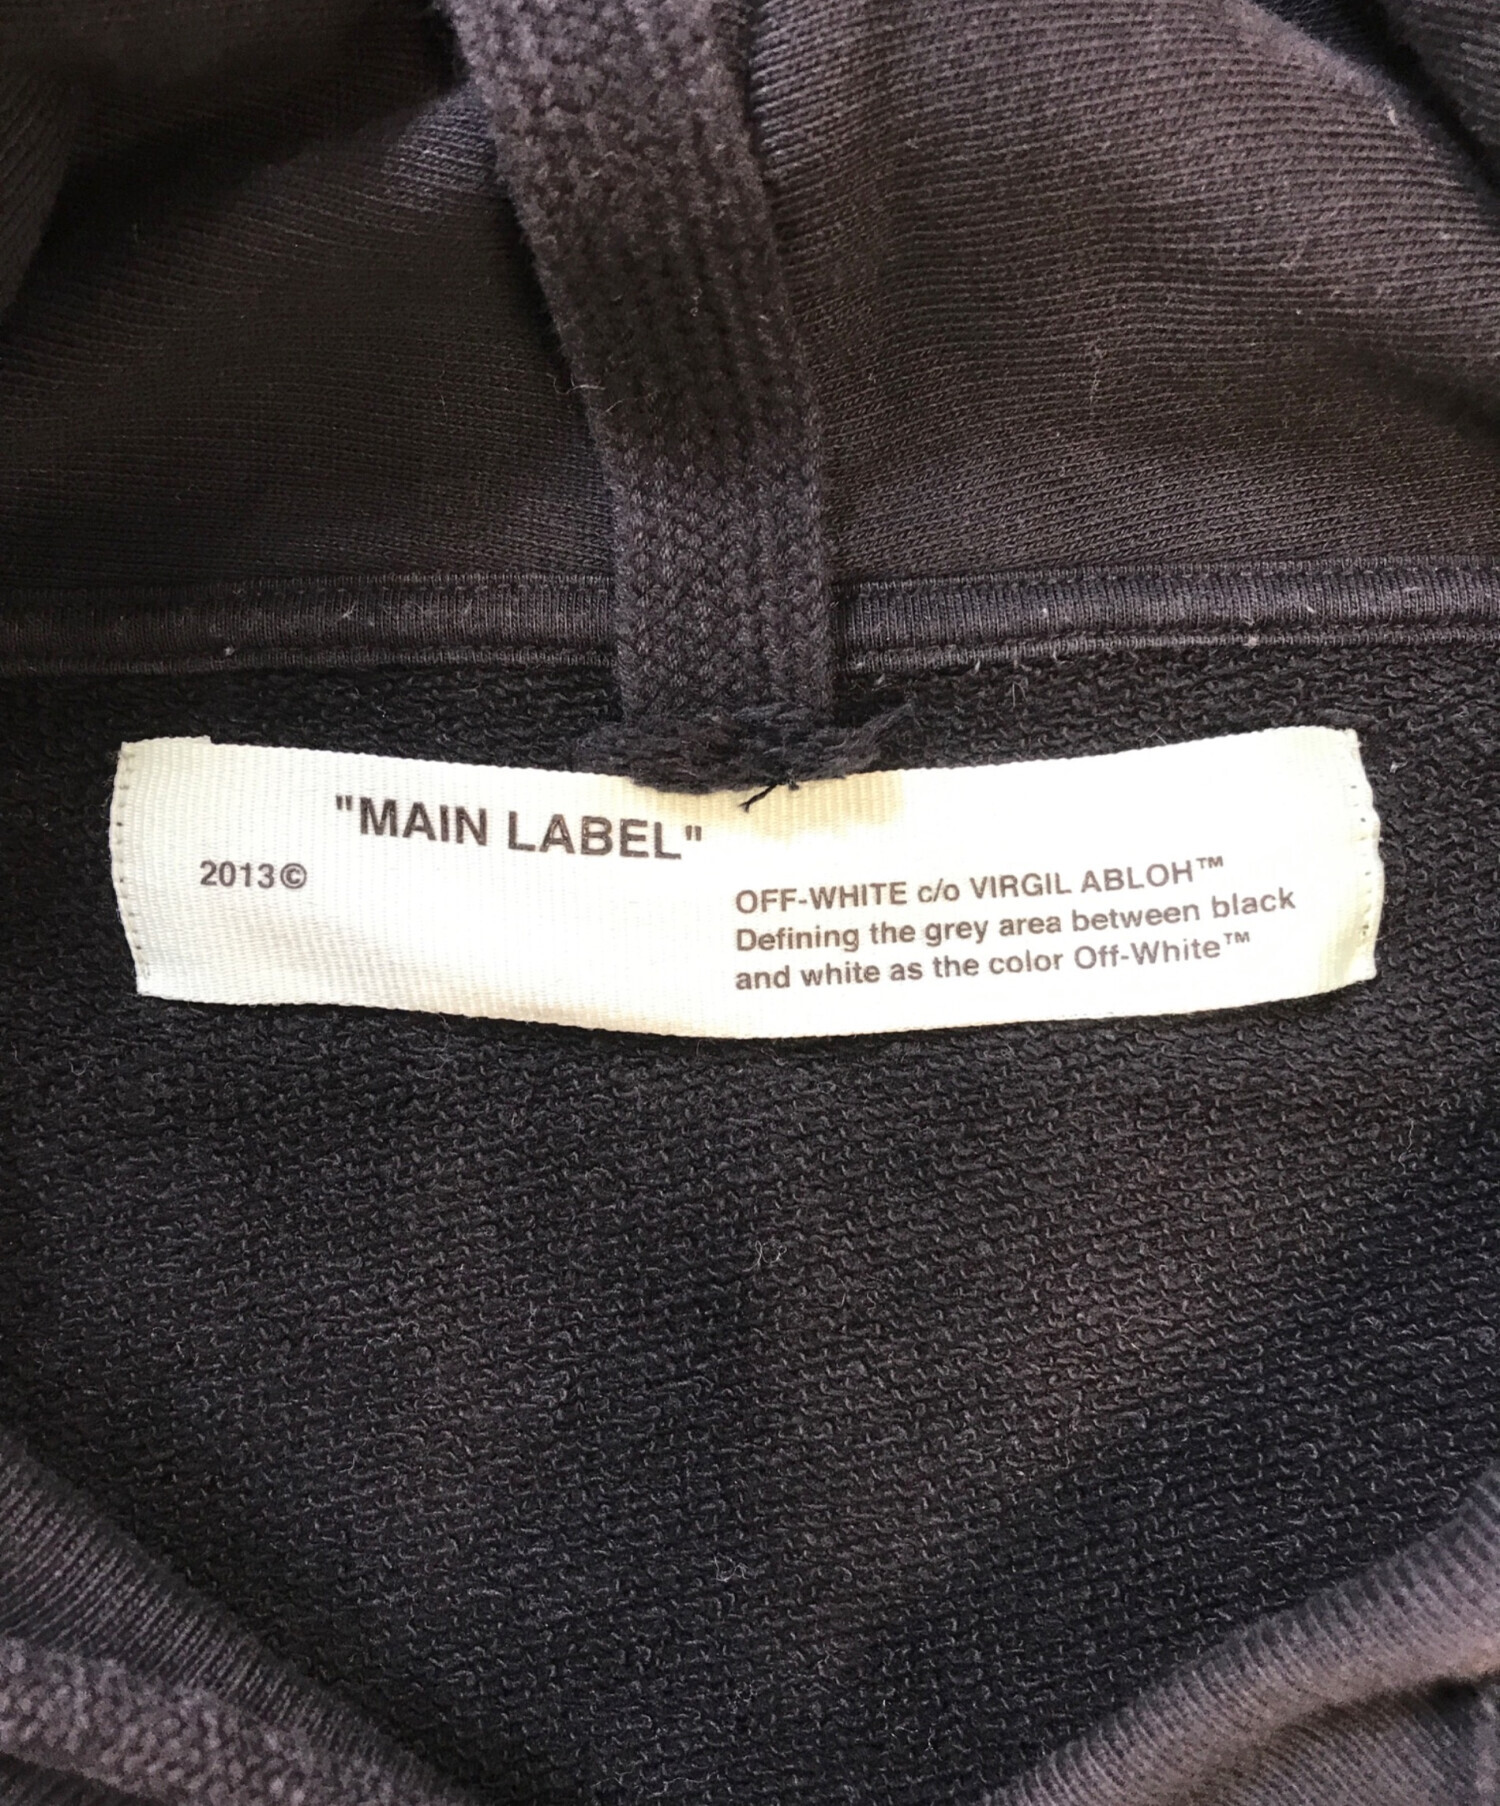 "MAIN LABEL"
2013©
OFF-WHITE c/o VIRGIL ABLOH™
Defining the grey area between black
and white as the color Off-White™